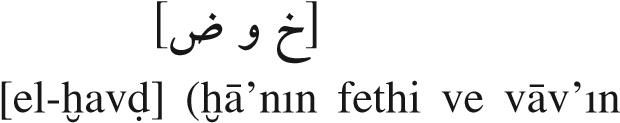 [خ و ض]
[el-ḫavḍ] (ḫā’nın fethi ve vāv’ın